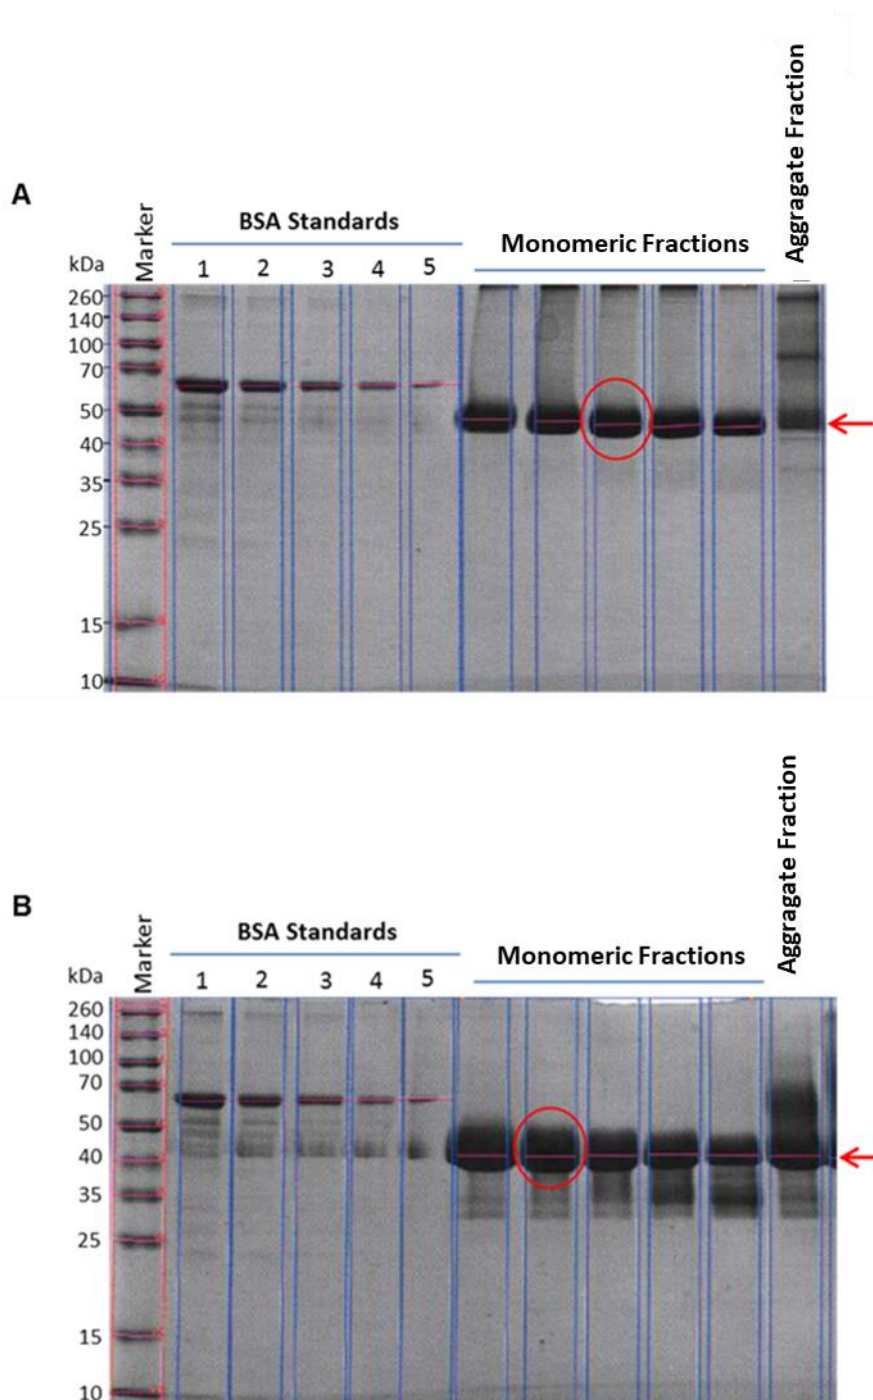 Aggragate Fraction
A
Marker
BSA Standards
Monomeric Fractions
kDa
1 2 3 4 5
260
140
100
70
50
40
35
25
15
10
Aggragate Fraction
B
Marker
BSA Standards
Monomeric Fractions
kDa
1 2 3 4 5
260
140
100
70
50
40
35
25
15
10